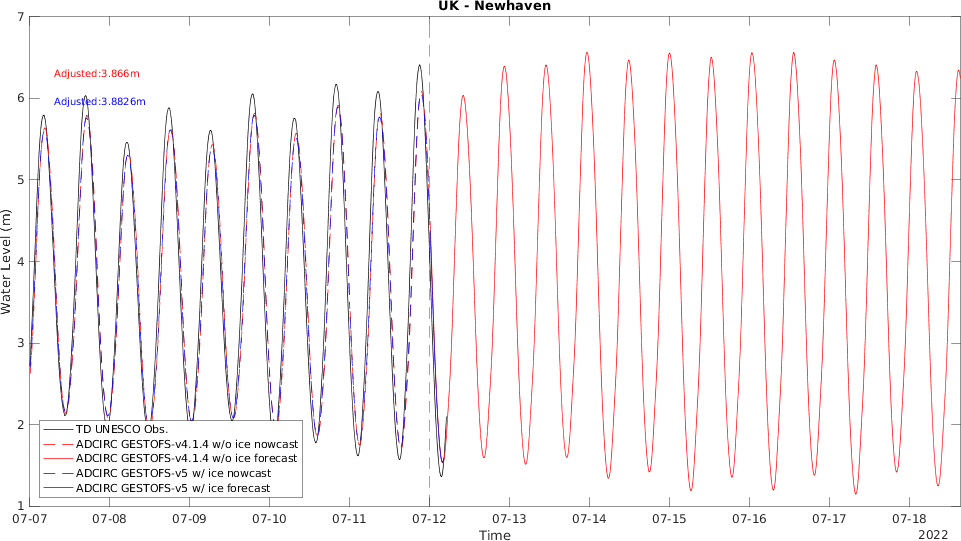 UK - Newhaven
7
6
5
4
3
2
1
Water Level (m)
Adjusted:3.866m
Adjusted:3.8826m
TD UNESCO Obs.
ADCIRC GESTOFS-v4.1.4 w/o ice nowcast
ADCIRC GESTOFS-v4.1.4 w/o ice forecast
ADCIRC GESTOFS-v5 w/ ice nowcast
ADCIRC GESTOFS-v5 w/ ice forecast
07-07 07-08 07-09 07-10 07-11 07-12 07-13 07-14 07-15 07-16 07-17 07-18
Time
2022